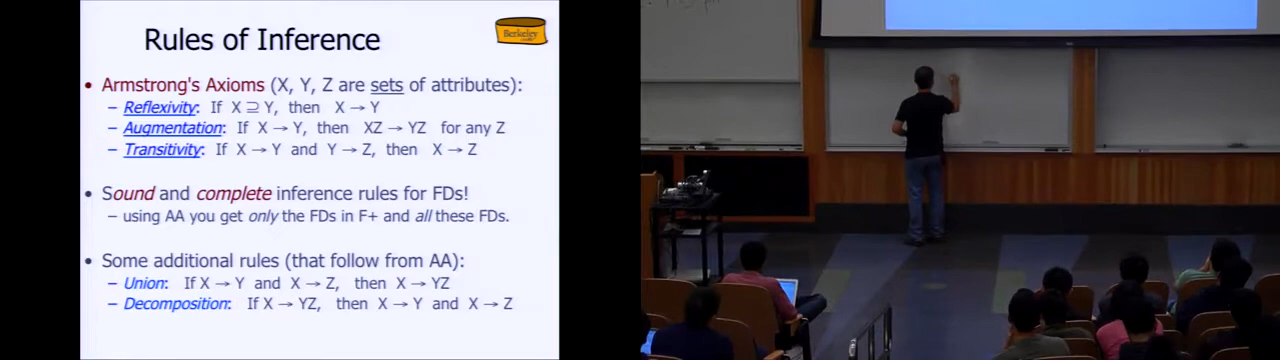 Rules of Inference
Berkeley
• Armstrong's Axioms (X, Y, Z are sets of attributes):
– Reflexivity: If X ⊇ Y, then X → Y
– Augmentation: If X → Y, then XZ → YZ for any Z
– Transitivity: If X → Y and Y → Z, then X → Z
• Sound and complete inference rules for FDs!
– using AA you get only the FDs in F+ and all these FDs.
• Some additional rules (that follow from AA):
– Union: If X → Y and X → Z, then X → YZ
– Decomposition: If X → YZ, then X → Y and X → Z